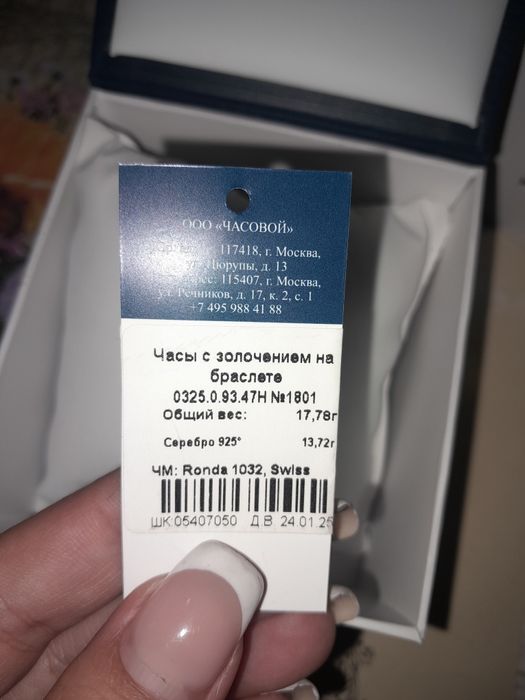 ООО «ЧАСОВОЙ»
117418, г. Москва,
Цюрупы, д. 13
115407, г. Москва,
ул. Речников, д. 17, к. 2, с. 1
+7 495 988 41 88
Часы с золочением на
браслете
0325.0.93.47H №1801
Общий вес: 17,78г
Серебро 925° 13,72г
ЧМ: Ronda 1032, Swiss
ШК:05407050 Д.В. 24.01.25